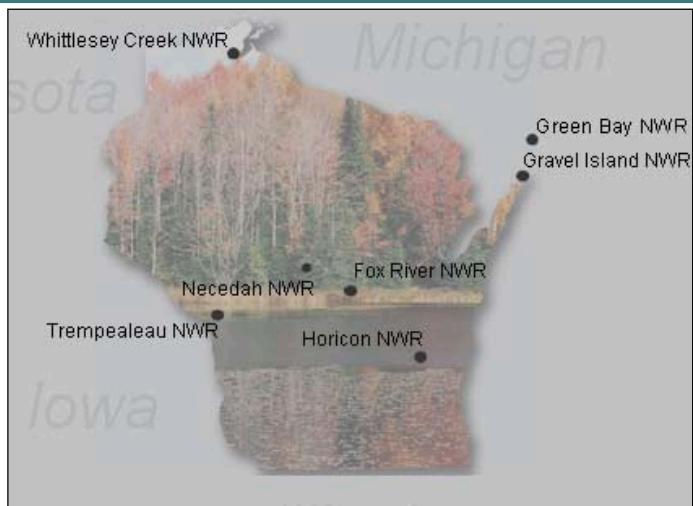 Whittlesey Creek NWR
Michigan
sota
Green Bay NWR
Gravel Island NWR
Necedah NWR
Fox River NWR
Trempealeau NWR
Horicon NWR
Iowa